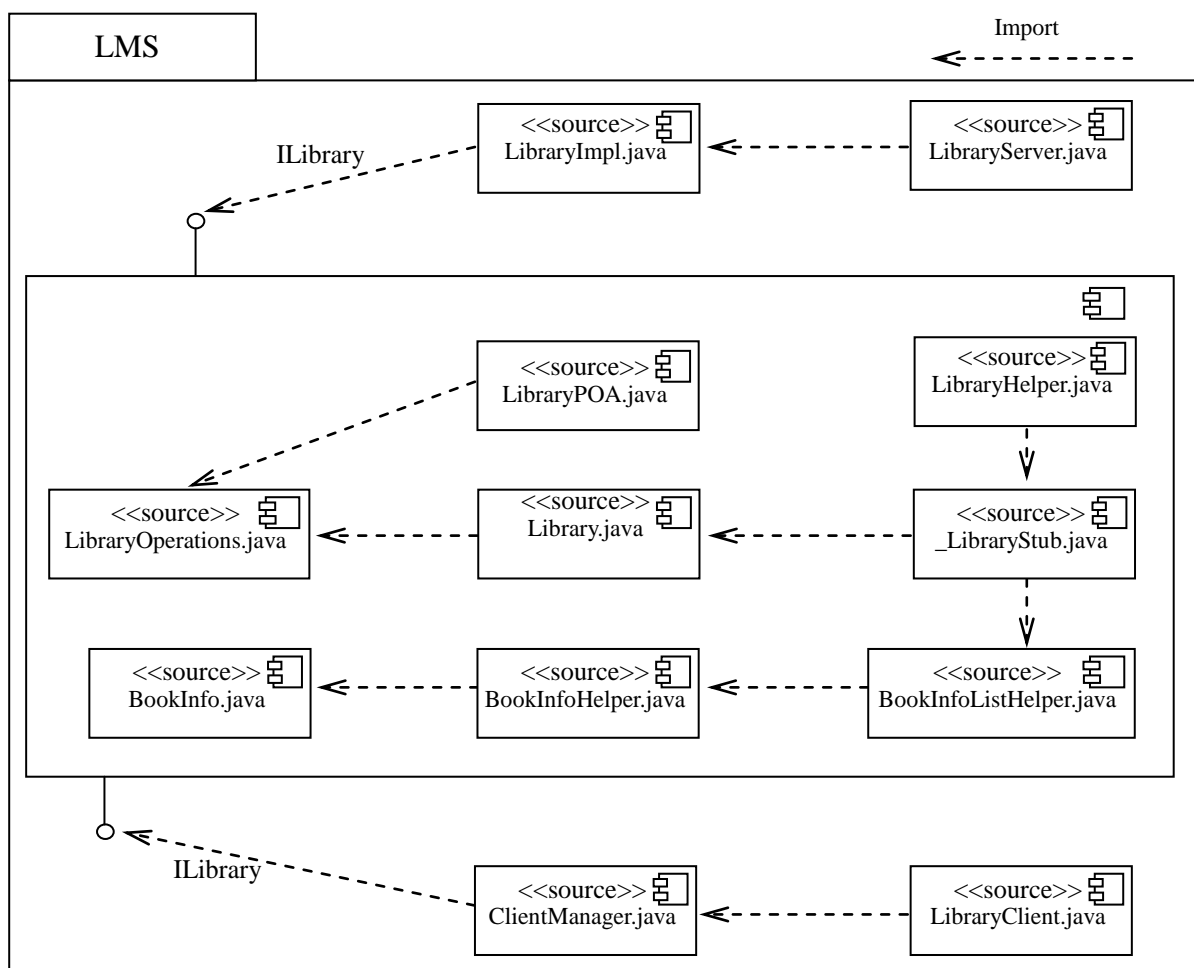 LMS
Import
<<source>>
LibraryImpl.java
<<source>>
LibraryServer.java
ILibrary
<<source>>
LibraryPOA.java
<<source>>
LibraryHelper.java
<<source>>
LibraryOperations.java
<<source>>
Library.java
<<source>>
_LibraryStub.java
<<source>>
BookInfo.java
<<source>>
BookInfoHelper.java
<<source>>
BookInfoListHelper.java
ILibrary
<<source>>
ClientManager.java
<<source>>
LibraryClient.java